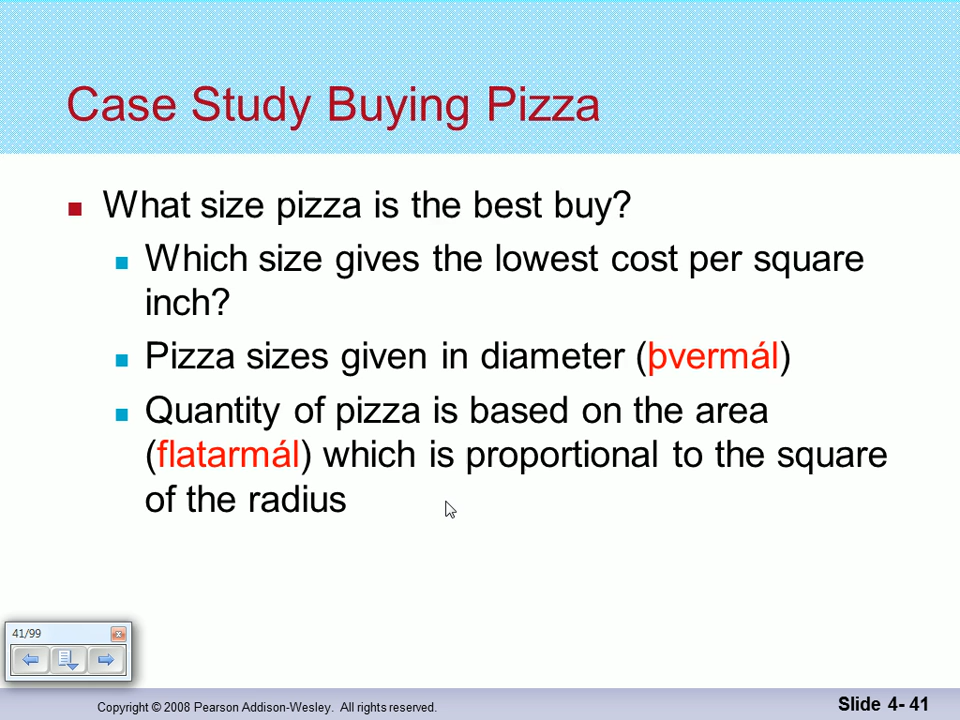 Case Study Buying Pizza
What size pizza is the best buy?
Which size gives the lowest cost per square
inch?
Pizza sizes given in diameter (þvermál)
Quantity of pizza is based on the area
(flatarmál) which is proportional to the square
of the radius
41/99
Copyright © 2008 Pearson Addison-Wesley. All rights reserved.
Slide 4- 41